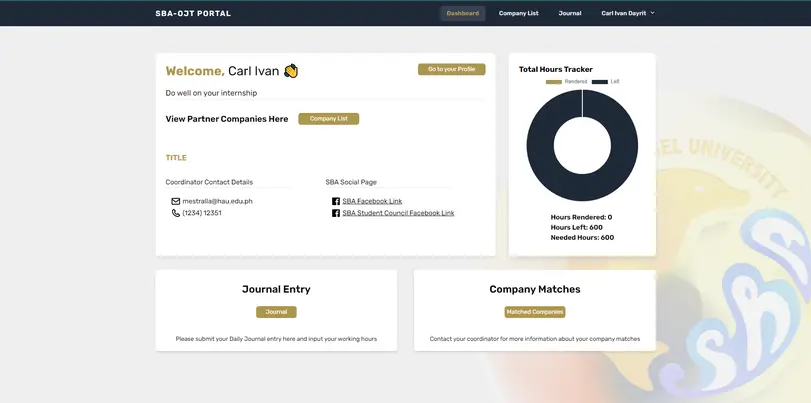 SBA-OJT PORTAL
Dashboard
Company List
Journal
Carl Ivan Dayrit
Welcome, Carl Ivan
Go to your Profile
Do well on your internship
View Partner Companies Here
Company List
TITLE
Coordinator Contact Details
mestralla@hau.edu.ph
(1234) 12351
SBA Social Page
SBA Facebook Link
SBA Student Council Facebook Link
Total Hours Tracker
Rendered
Left
Hours Rendered: 0
Hours Left: 600
Needed Hours: 600
Journal Entry
Journal
Please submit your Daily Journal entry here and input your working hours
Company Matches
Matched Companies
Contact your coordinator for more information about your company matches
UNIVERSITY